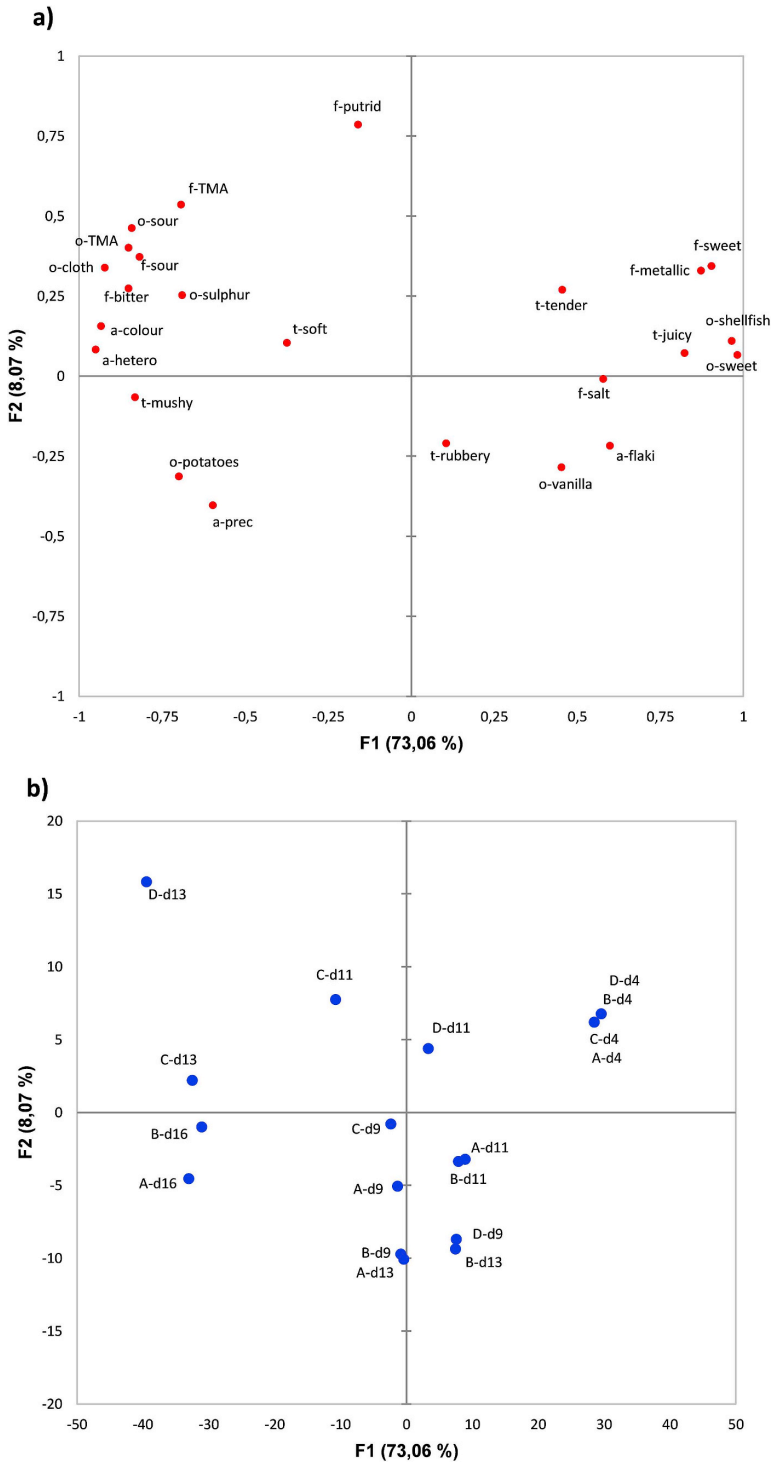 a)
1
f-putrid
0,75
f-TMA
0,5
o-sour
o-TMA
f-sweet
o-cloth
f-sour
f-metallic
f-bitter
o-sulphur
0,25
t-tender
a-colour
t-soft
o-shellfish
t-juicy
a-hetero
o-sweet
0
f-salt
t-mushy
o-potatoes
t-rubbery
a-flaki
-0,25
o-vanilla
a-prec
-0,5
-0,75
-1
F2 (8,07 %)
-1 -0,75 -0,5 -0,25 0 0,25 0,5 0,75 1
F1 (73,06 %)
b)
20
15
D-d13
10
C-d11
D-d4
B-d4
5
D-d11
C-d4
A-d4
C-d13
0
B-d16
C-d9
A-d11
B-d11
-5
A-d16
A-d9
D-d9
B-d9
B-d13
-10
A-d13
-15
-20
F2 (8,07 %)
-50 -40 -30 -20 -10 0 10 20 30 40 50
F1 (73,06 %)